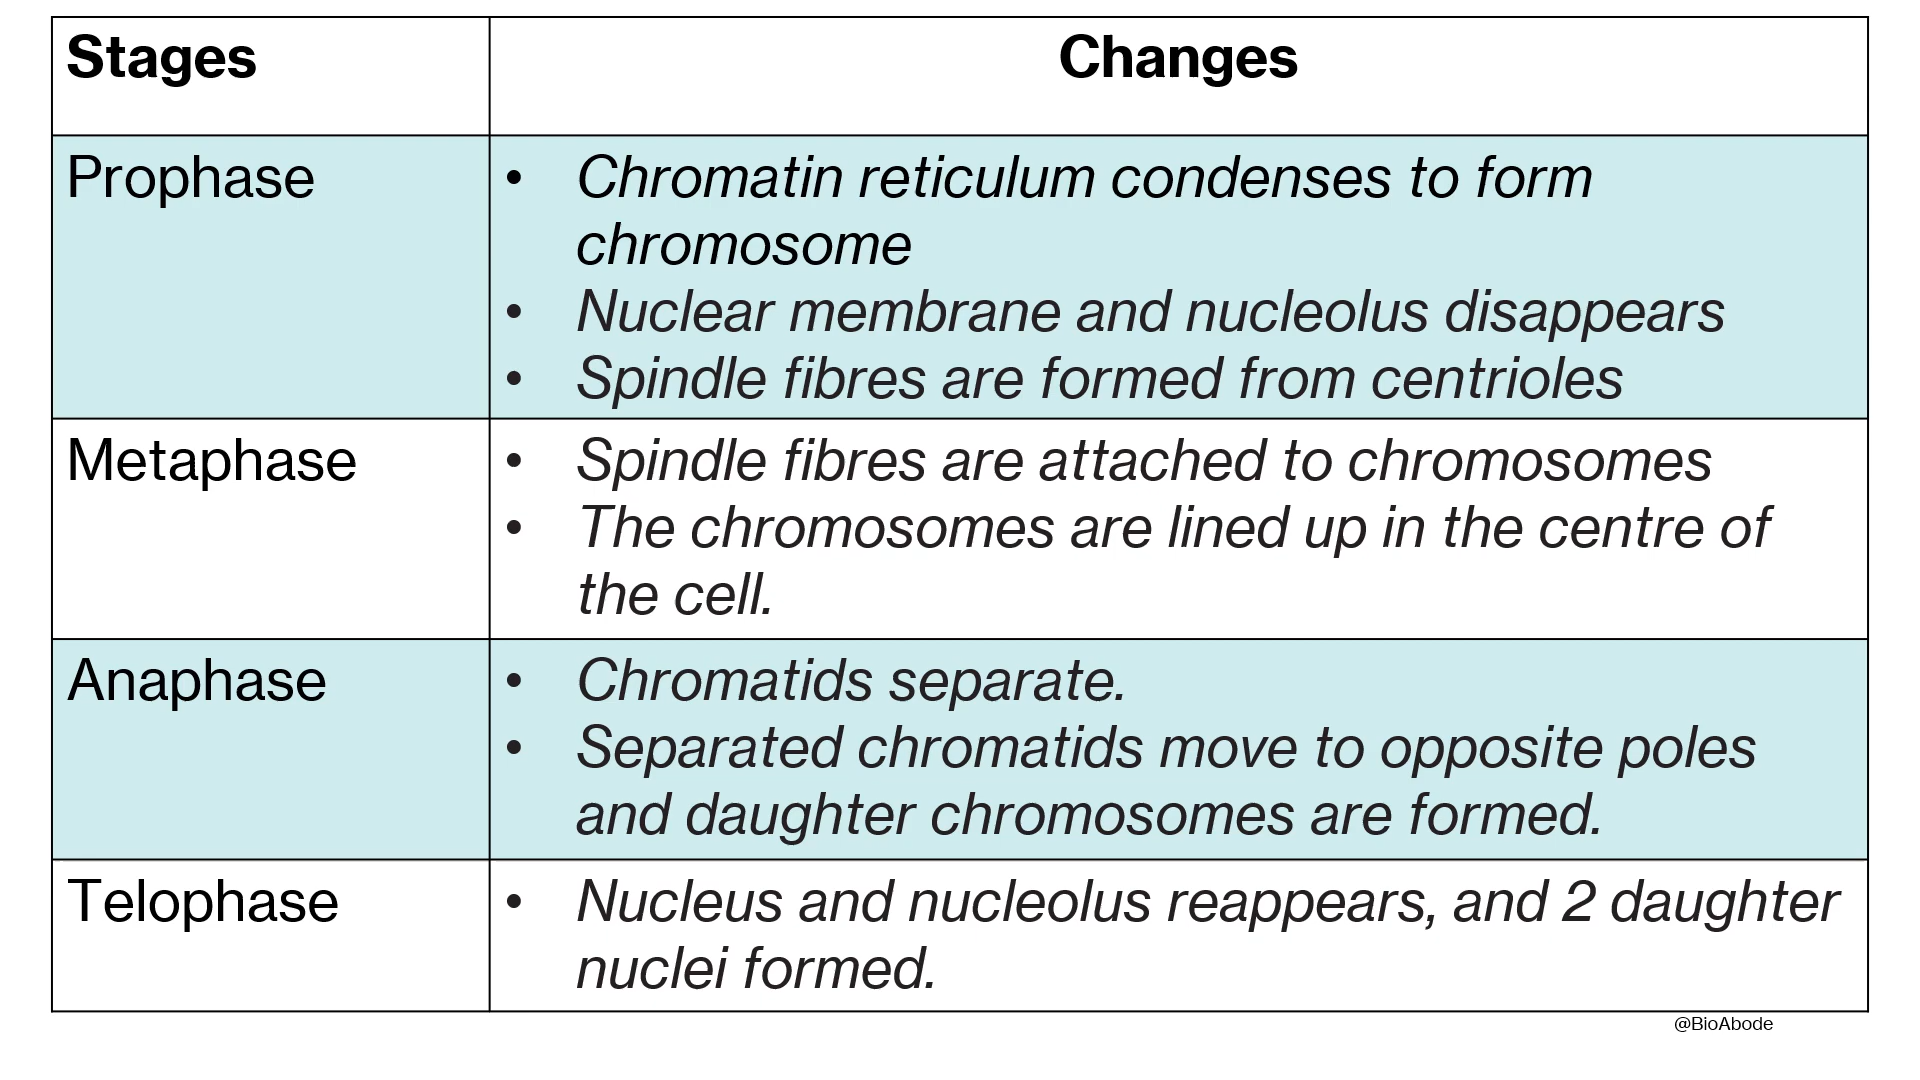 Stages
Changes
Prophase
• Chromatin reticulum condenses to form
chromosome
• Nuclear membrane and nucleolus disappears
• Spindle fibres are formed from centrioles
Metaphase
• Spindle fibres are attached to chromosomes
• The chromosomes are lined up in the centre of
the cell.
Anaphase
• Chromatids separate.
• Separated chromatids move to opposite poles
and daughter chromosomes are formed.
Telophase
• Nucleus and nucleolus reappears, and 2 daughter
nuclei formed.
@BioAbode